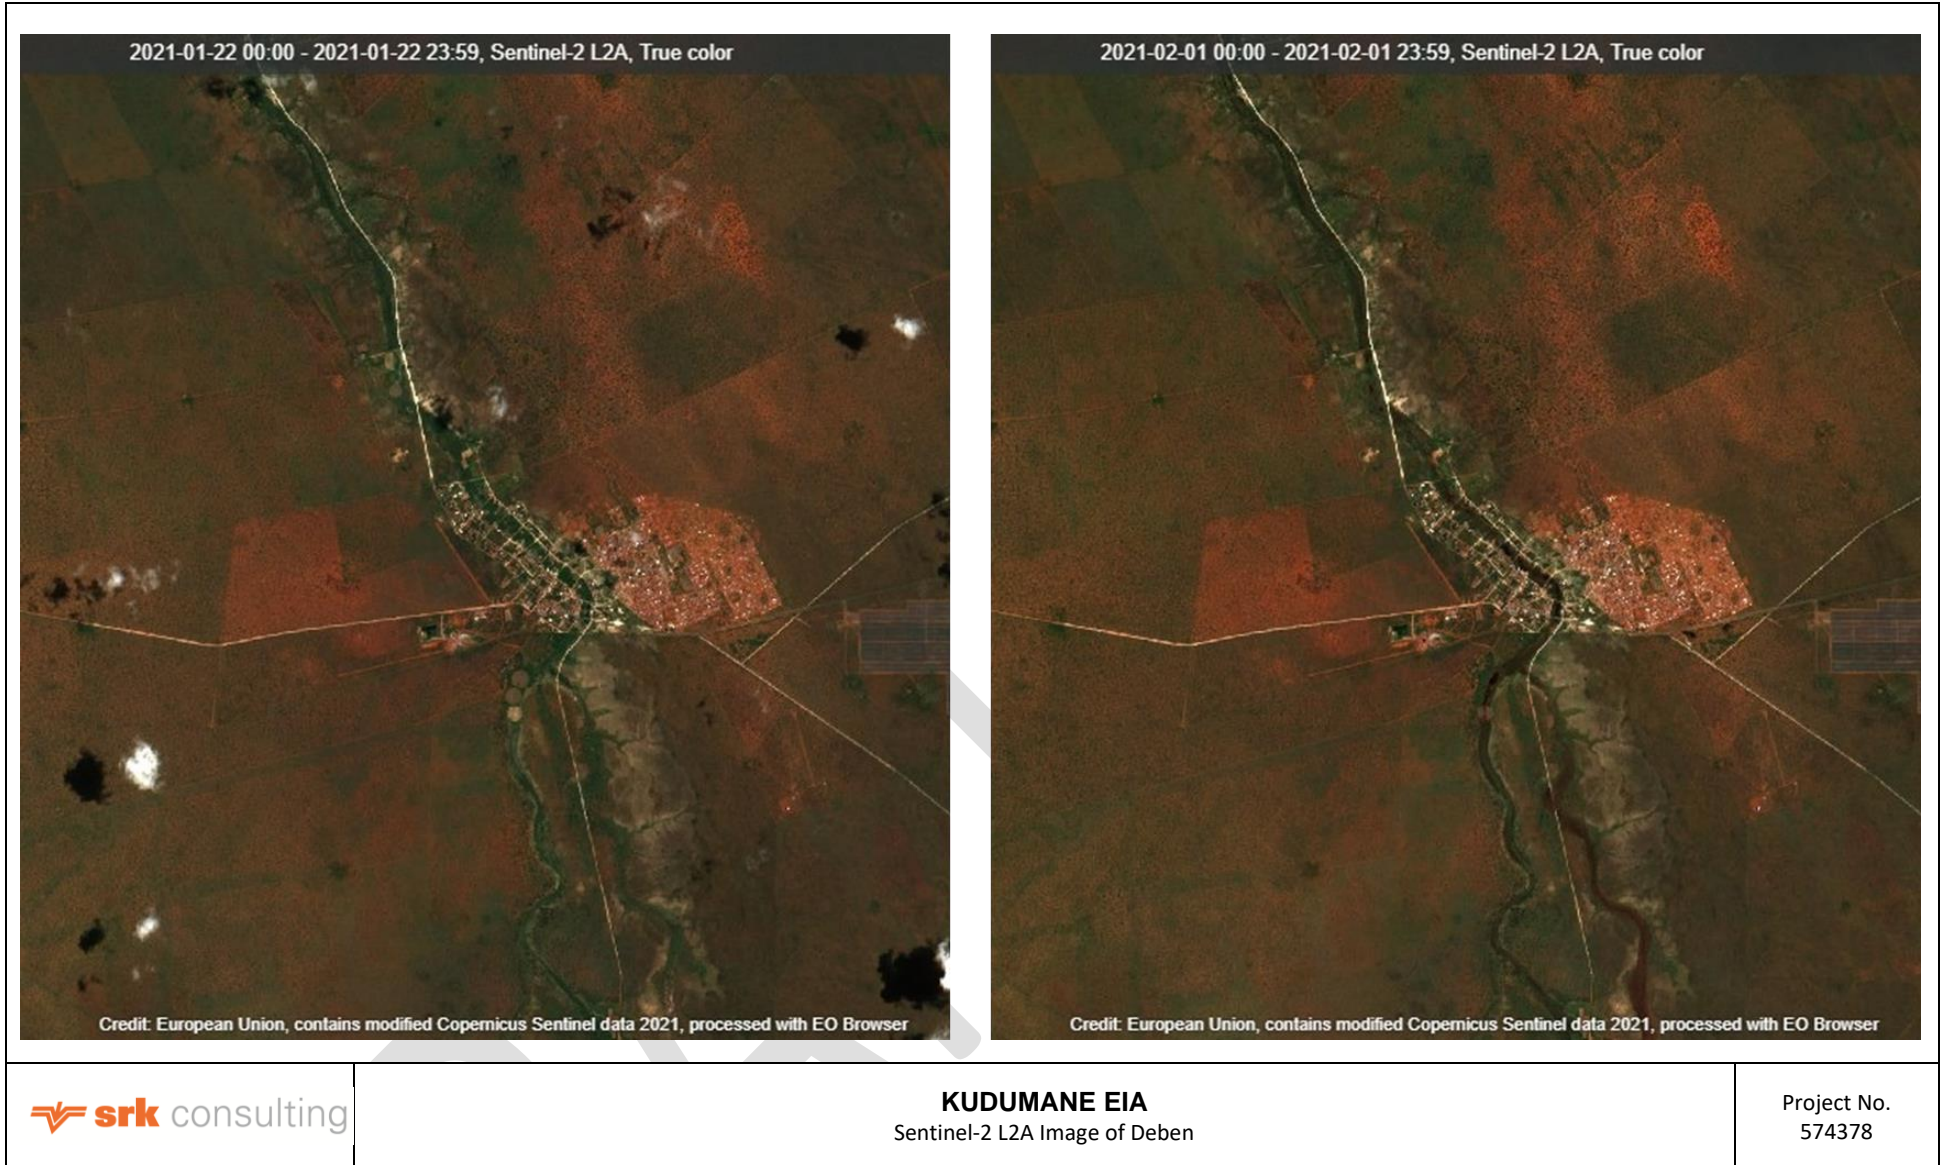 2021-01-22 00:00 - 2021-01-22 23:59, Sentinel-2 L2A, True color
2021-02-01 00:00 - 2021-02-01 23:59, Sentinel-2 L2A, True color
Credit: European Union, contains modified Copernicus Sentinel data 2021, processed with EO Browser
Credit: European Union, contains modified Copernicus Sentinel data 2021, processed with EO Browser
srk consulting
KUDUMANE EIA
Sentinel-2 L2A Image of Deben
Project No.
574378